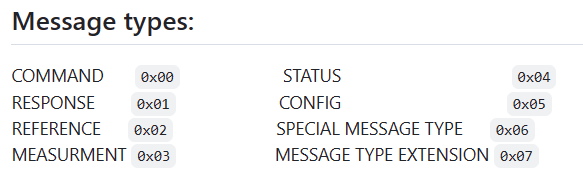 Message types:
COMMAND 0x00 STATUS 0x04
RESPONSE 0x01 CONFIG 0x05
REFERENCE 0x02 SPECIAL MESSAGE TYPE 0x06
MEASURMENT 0x03 MESSAGE TYPE EXTENSION 0x07